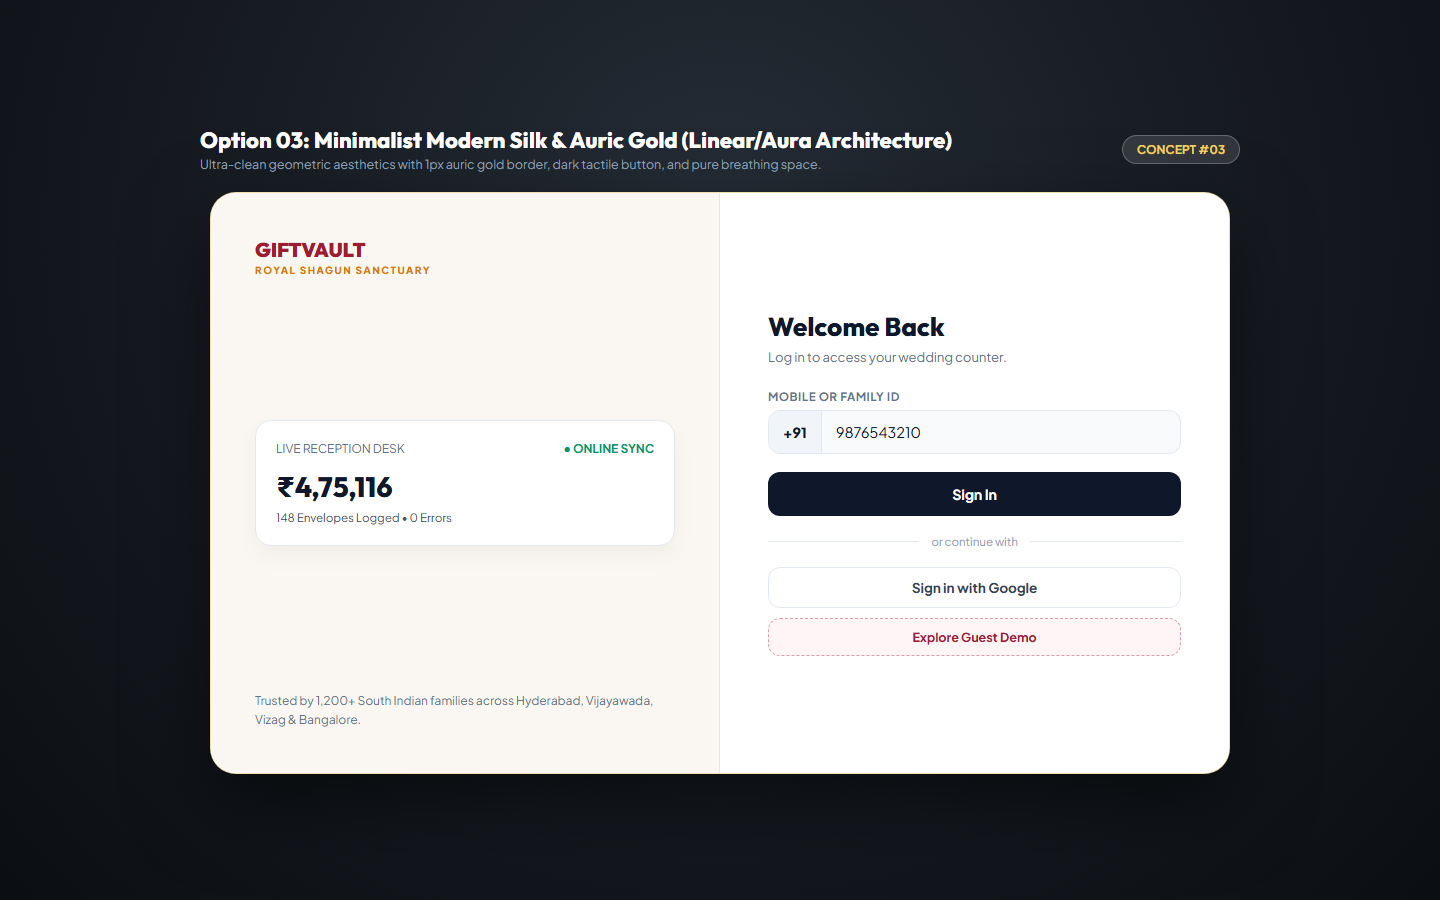 Option 03: Minimalist Modern Silk & Auric Gold (Linear/Aura Architecture)
Ultra-clean geometric aesthetics with 1px auric gold border, dark tactile button, and pure breathing space.
CONCEPT #03
GIFTVAULT
ROYAL SHAGUN SANCTUARY
LIVE RECEPTION DESK
● ONLINE SYNC
₹4,75,116
148 Envelopes Logged • 0 Errors
Trusted by 1,200+ South Indian families across Hyderabad, Vijayawada,
Vizag & Bangalore.
Welcome Back
Log in to access your wedding counter.
MOBILE OR FAMILY ID
+91 9876543210
Sign In
or continue with
Sign in with Google
Explore Guest Demo